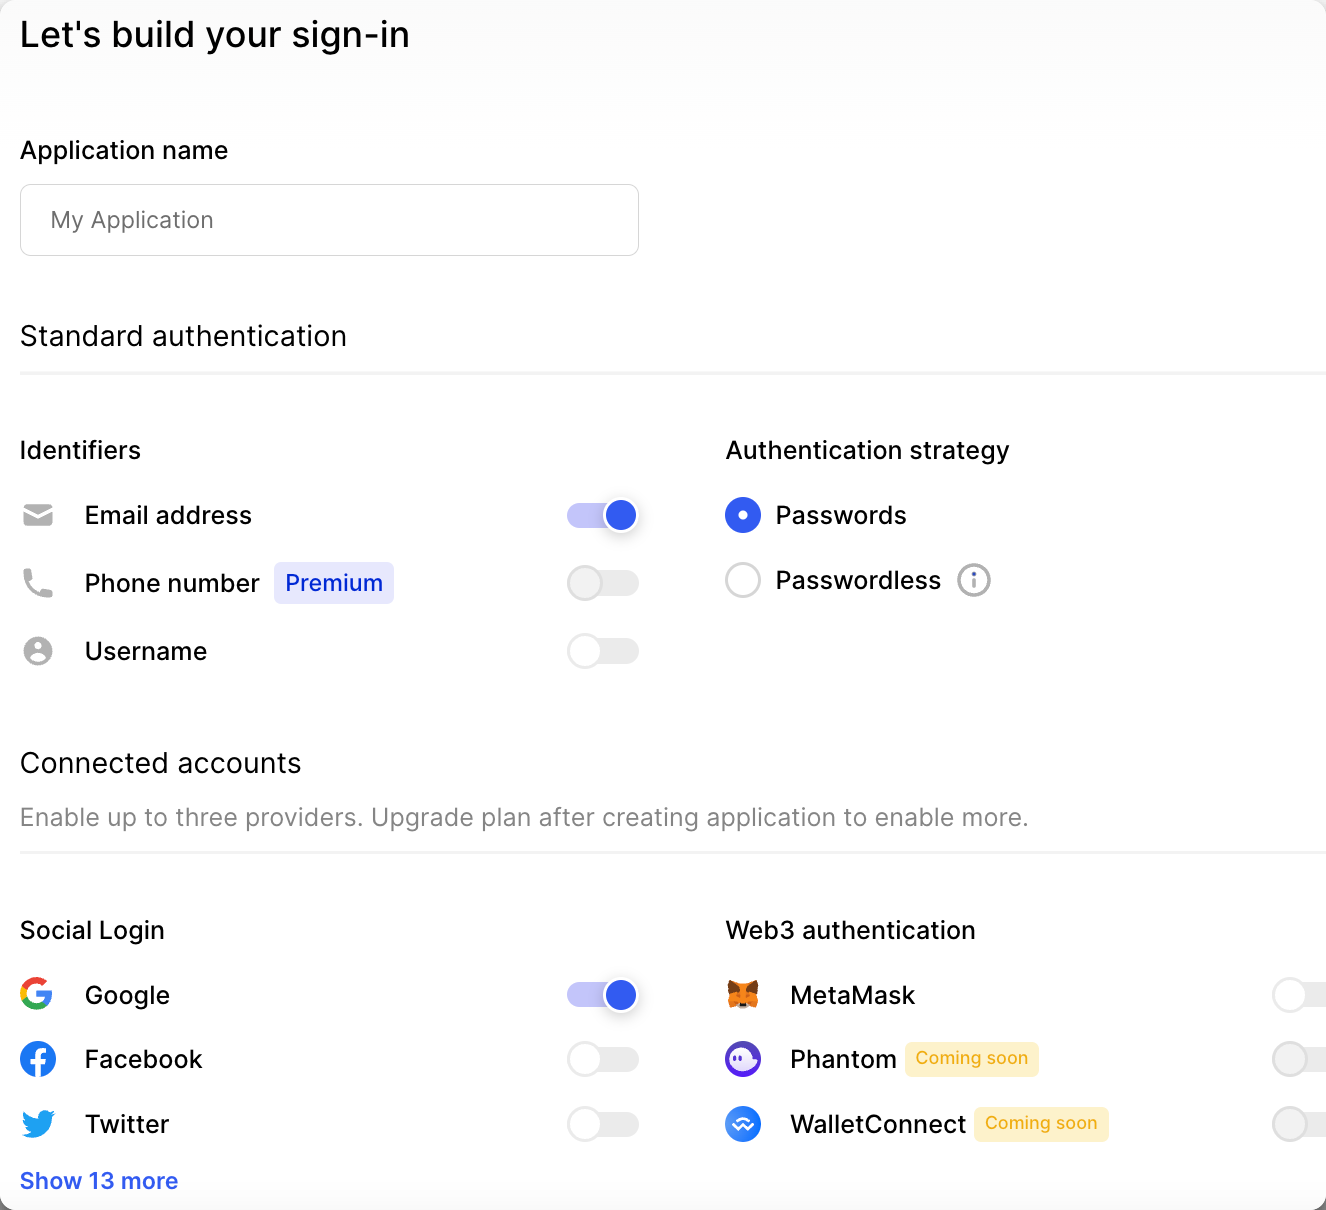 Let's build your sign-in
Application name
My Application
Standard authentication
Identifiers
Email address
Phone number Premium
Username
Authentication strategy
Passwords
Passwordless
Connected accounts
Enable up to three providers. Upgrade plan after creating application to enable more.
Social Login
Google
Facebook
Twitter
Show 13 more
Web3 authentication
MetaMask
Phantom Coming soon
WalletConnect Coming soon